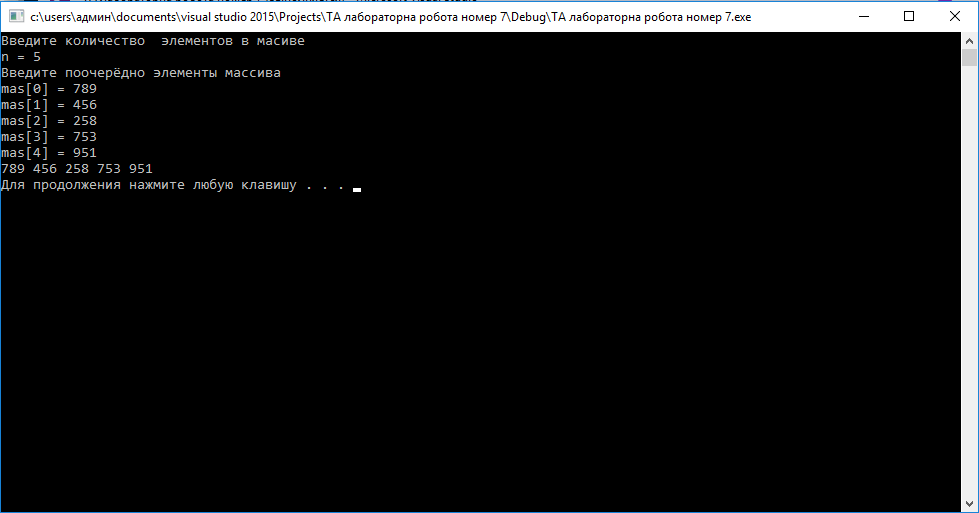 c:\users\админ\documents\visual studio 2015\Projects\ТА лабораторна робота номер 7\Debug\ТА лабораторна робота номер 7.exe
Введите количество  элементов в масиве
n = 5
Введите поочерёдно элементы массива
mas[0] = 789
mas[1] = 456
mas[2] = 258
mas[3] = 753
mas[4] = 951
789 456 258 753 951
Для продолжения нажмите любую клавишу . . .